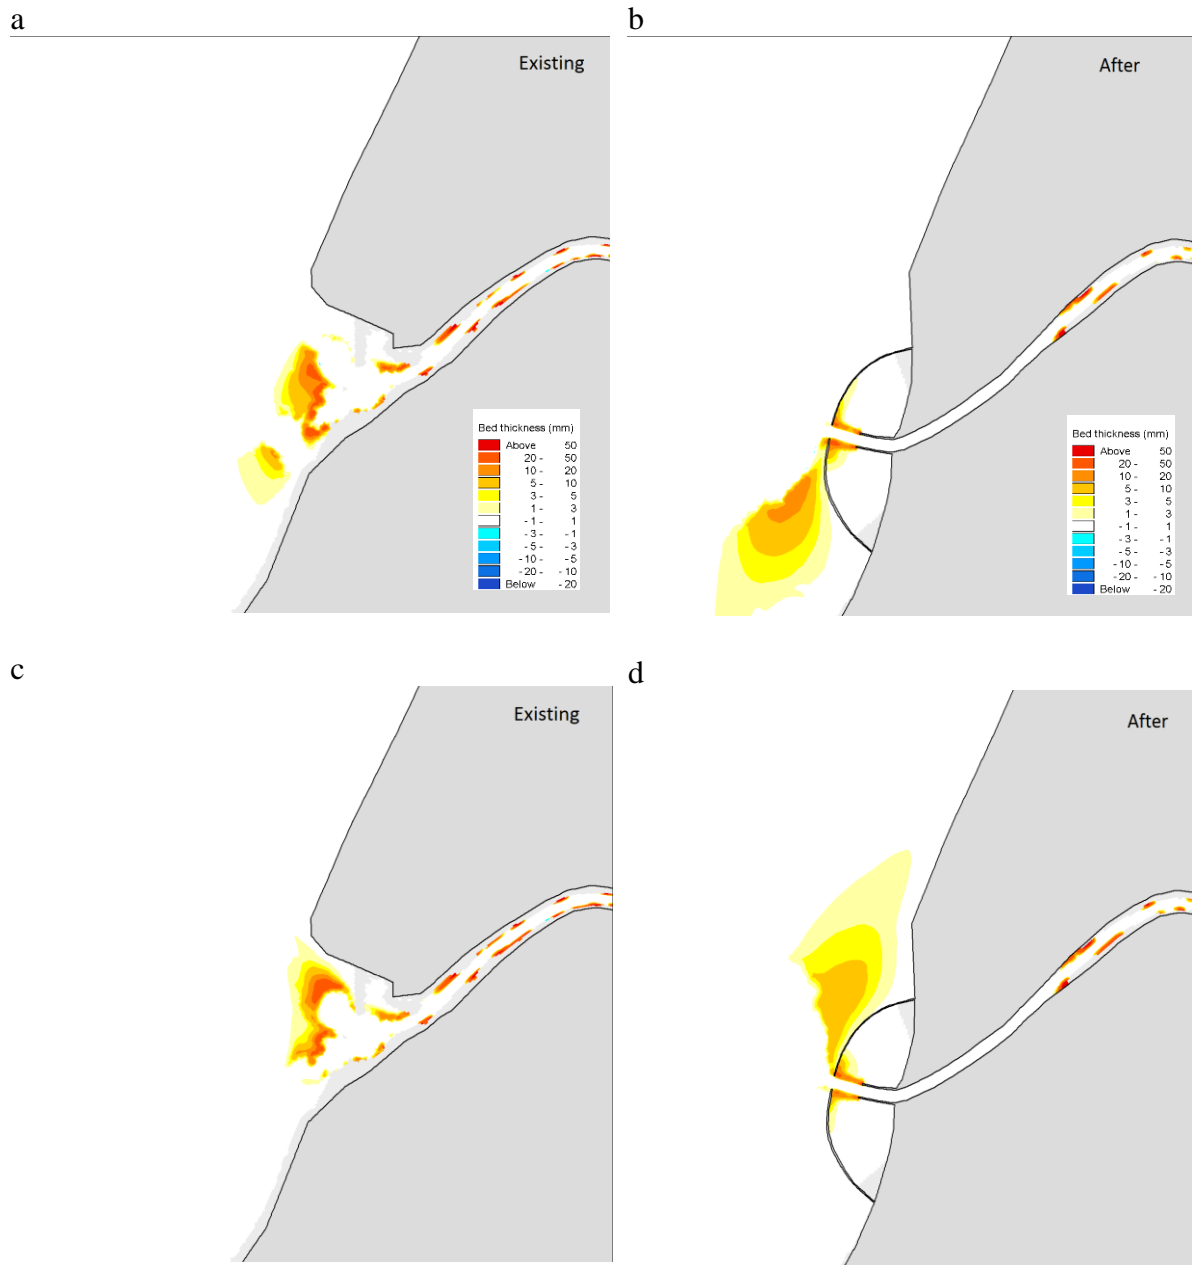 a
b
Existing
After
Bed thickness (mm)
Above 50
20 - 50
10 - 20
5 - 10
3 - 5
1 - 3
-1 - 1
-3 - -1
-5 - -3
-10 - -5
-20 - -10
Below -20
Bed thickness (mm)
Above 50
20 - 50
10 - 20
5 - 10
3 - 5
1 - 3
-1 - 1
-3 - -1
-5 - -3
-10 - -5
-20 - -10
Below -20
c
d
Existing
After